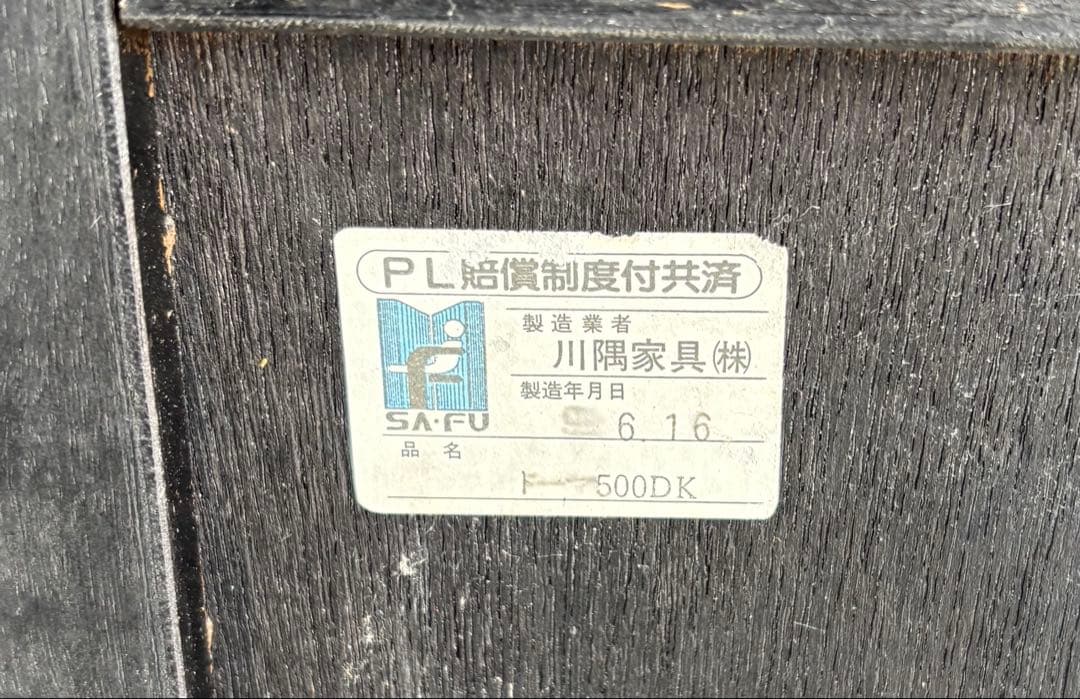 PL賠償制度付共済
製造業者
川隅家具(株)
製造年月日
6.16
SA・FU
品名
500DK